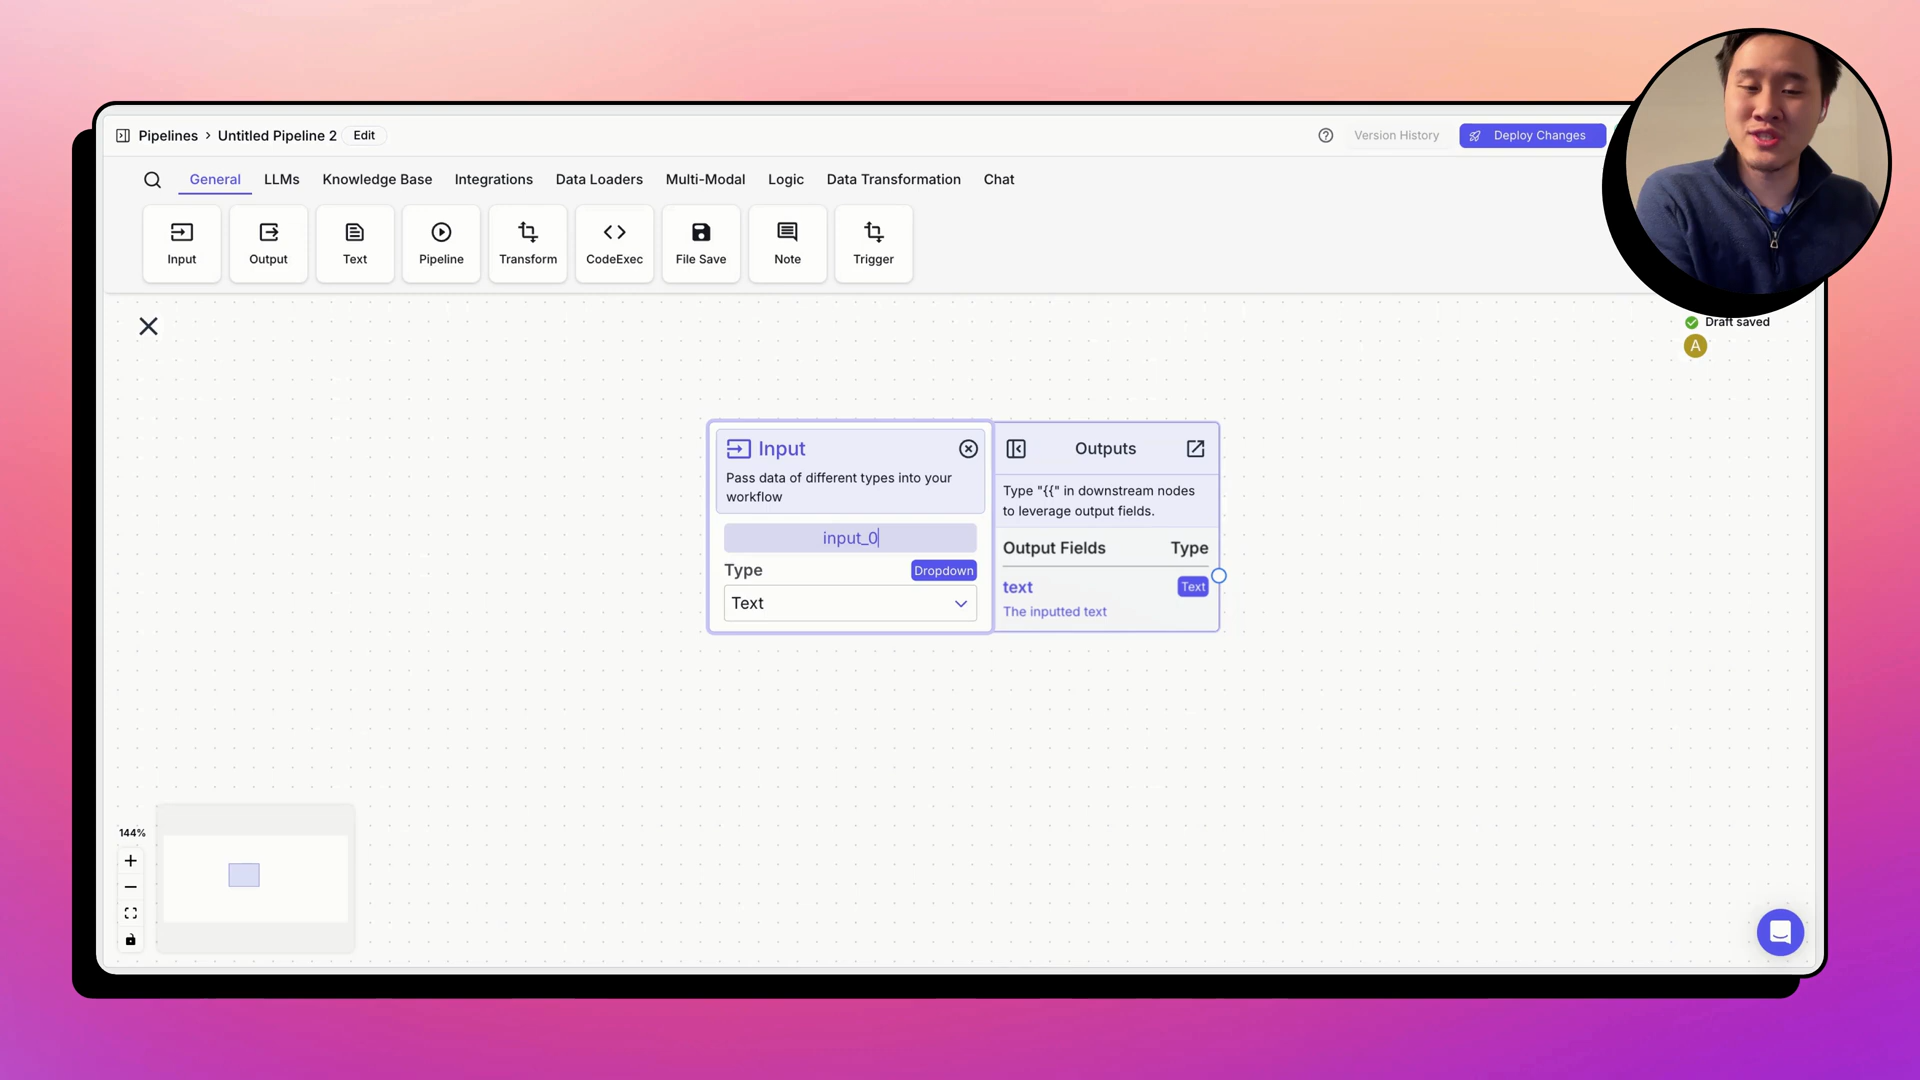 Pipelines > Untitled Pipeline 2 Edit
Version History
Deploy Changes
General LLMs Knowledge Base Integrations Data Loaders Multi-Modal Logic Data Transformation Chat
Input Output Text Pipeline Transform CodeExec File Save Note Trigger
Draft saved
A
Input
Pass data of different types into your
workflow
input_0
Type Dropdown
Text
Outputs
Type "{{" in downstream nodes
to leverage output fields.
Output Fields Type
text Text
The inputted text
144%